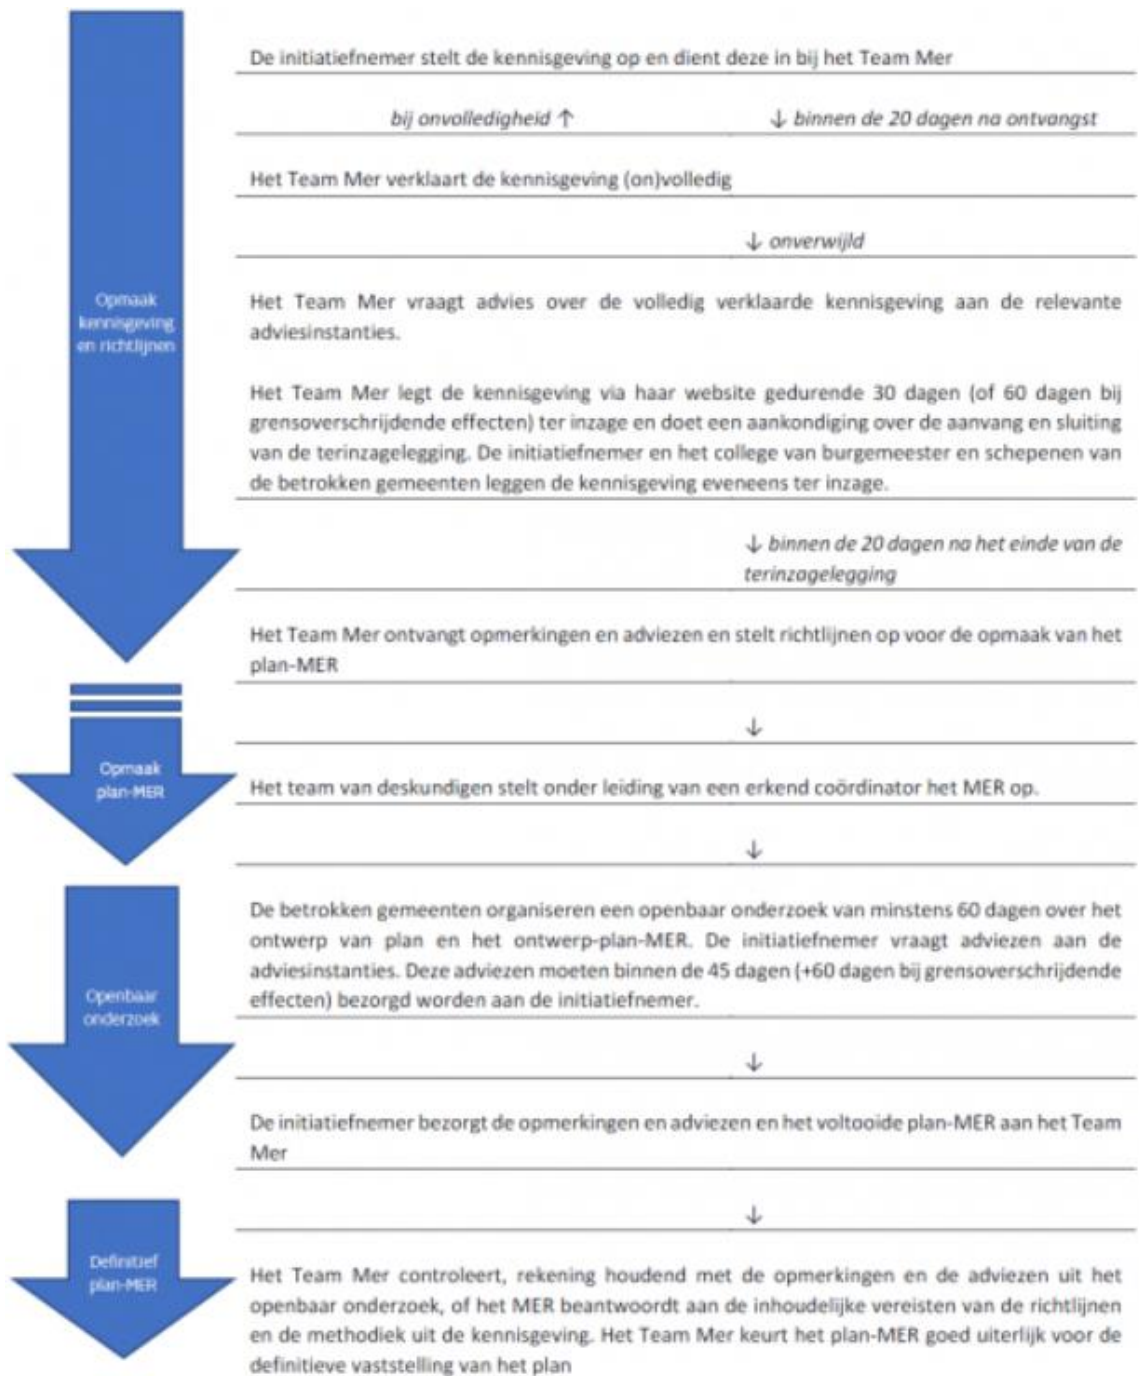 De initiatiefnemer stelt de kennisgeving op en dient deze in bij het Team Mer
bij onvolledigheid ↑
↓ binnen de 20 dagen na ontvangst
Het Team Mer verklaart de kennisgeving (on)volledig
↓ onverwijld
Opmaak
kennisgeving
en richtlijnen
Het Team Mer vraagt advies over de volledig verklaarde kennisgeving aan de relevante
adviesinstanties.
Het Team Mer legt de kennisgeving via haar website gedurende 30 dagen (of 60 dagen bij
grensoverschrijdende effecten) ter inzage en doet een aankondiging over de aanvang en sluiting
van de terinzagelegging. De initiatiefnemer en het college van burgemeester en schepenen van
de betrokken gemeenten leggen de kennisgeving eveneens ter inzage.
↓ binnen de 20 dagen na het einde van de
terinzagelegging
Het Team Mer ontvangt opmerkingen en adviezen en stelt richtlijnen op voor de opmaak van het
plan-MER
↓
Opmaak
plan-MER
Het team van deskundigen stelt onder leiding van een erkend coördinator het MER op.
↓
De betrokken gemeenten organiseren een openbaar onderzoek van minstens 60 dagen over het
ontwerp van plan en het ontwerp-plan-MER. De initiatiefnemer vraagt adviezen aan de
adviesinstanties. Deze adviezen moeten binnen de 45 dagen (+60 dagen bij grensoverschrijdende
effecten) bezorgd worden aan de initiatiefnemer.
Openbaar
onderzoek
↓
De initiatiefnemer bezorgt de opmerkingen en adviezen en het voltooide plan-MER aan het Team
Mer
↓
Definitief
plan-MER
Het Team Mer controleert, rekening houdend met de opmerkingen en de adviezen uit het
openbaar onderzoek, of het MER beantwoordt aan de inhoudelijke vereisten van de richtlijnen
en de methodiek uit de kennisgeving. Het Team Mer keurt het plan-MER goed uiterlijk voor de
definitieve vaststelling van het plan